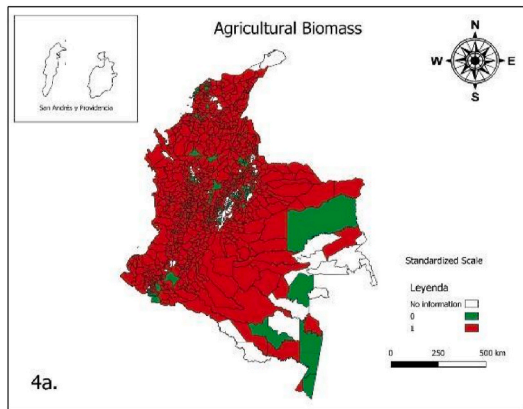 Agricultural Biomass
N
W E
S
San Andrés y Providencia
Standardized Scale
Leyenda
No information
0
1
0 250 500 km
4a.